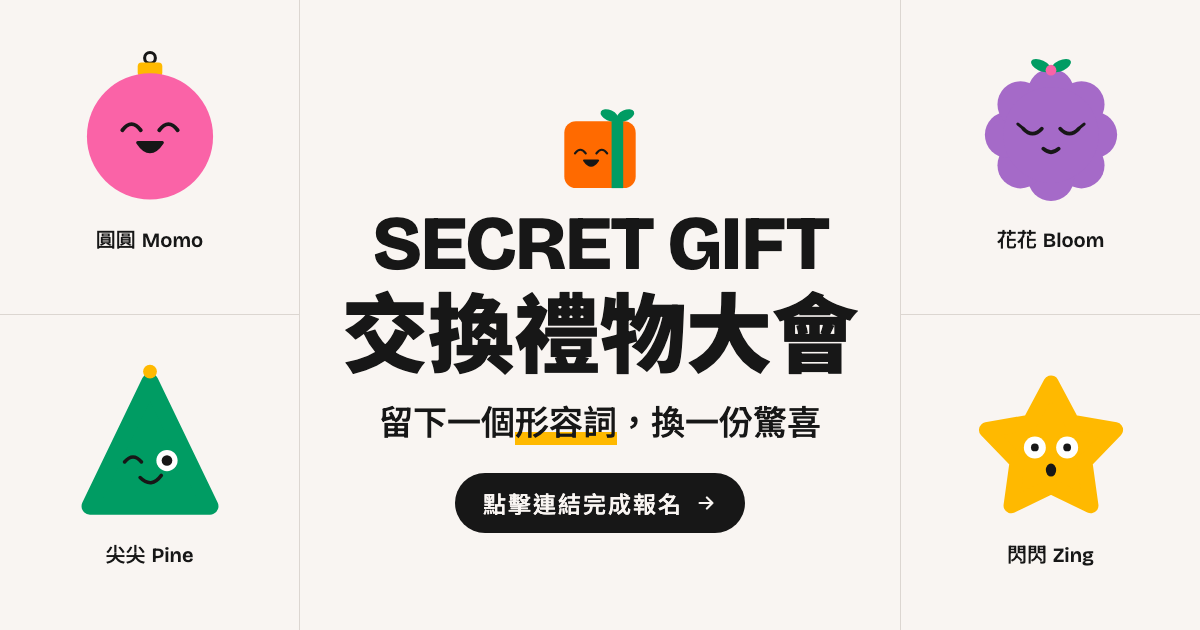 圓圓 Momo
尖尖 Pine
SECRET GIFT
交換禮物大會
留下一個形容詞，換一份驚喜
點擊連結完成報名 →
花花 Bloom
閃閃 Zing